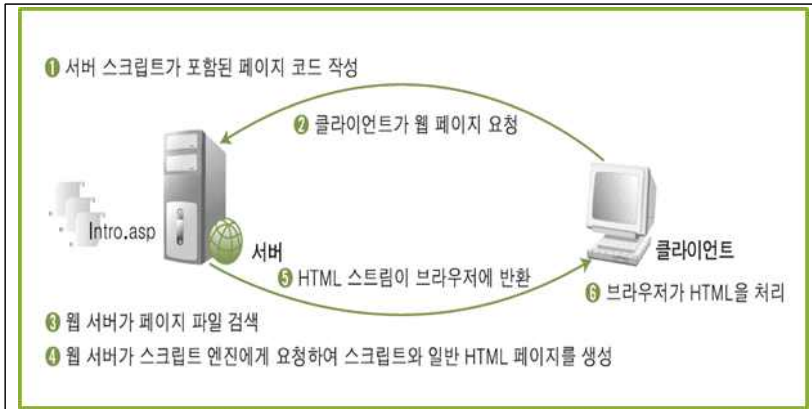 ❶ 서버 스크립트가 포함된 페이지 코드 작성
❷ 클라이언트가 웹 페이지 요청
Intro.asp
서버
클라이언트
❺ HTML 스트림이 브라우저에 반환
❻ 브라우저가 HTML을 처리
❸ 웹 서버가 페이지 파일 검색
❹ 웹 서버가 스크립트 엔진에게 요청하여 스크립트와 일반 HTML 페이지를 생성